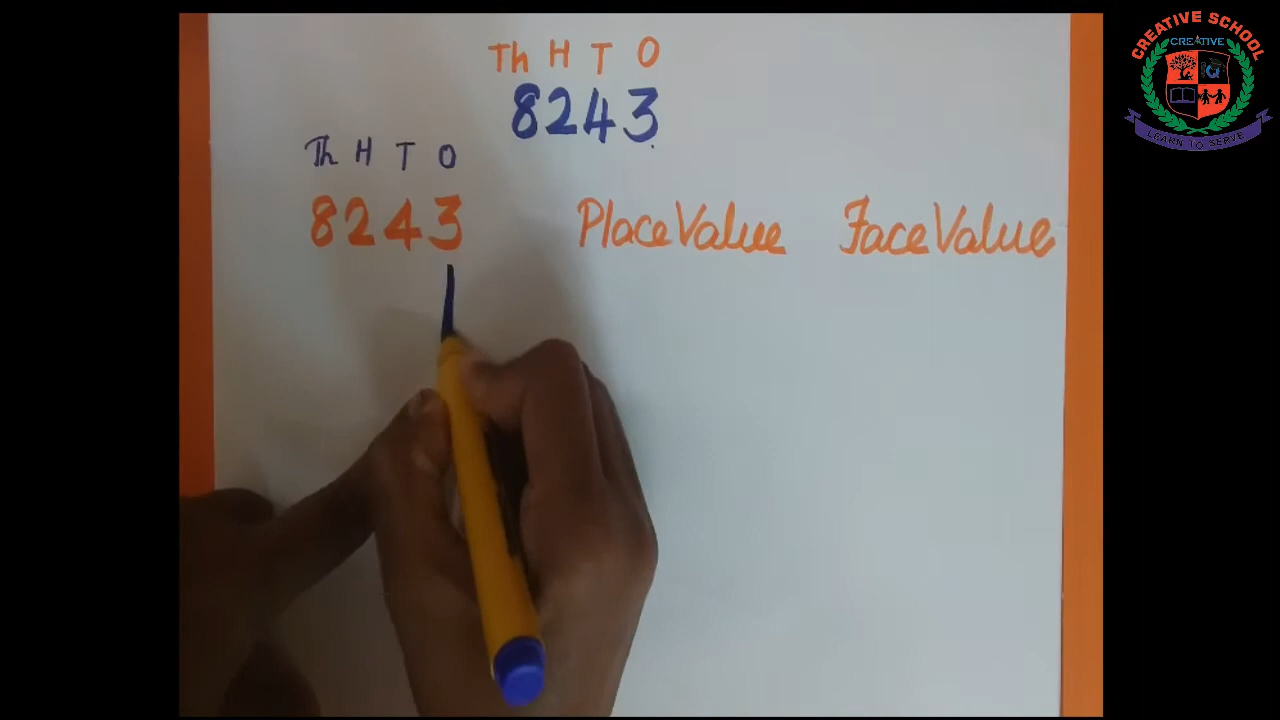 Th H T O
8243
Th H T O
8243 Place Value Face Value
CREATIVE SCHOOL
CREATIVE
LEARN TO SERVE